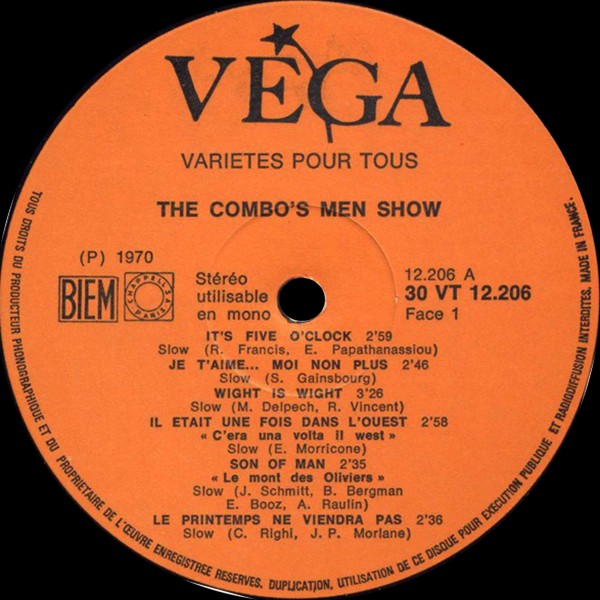 VEGA
VARIETES POUR TOUS
THE COMBO'S MEN SHOW
(P) 1970
BIEM
CHAPPELL
Stéréo
utilisable
en mono
12.206 A
30 VT 12.206
Face 1
IT'S FIVE O'CLOCK 2'59
Slow (R. Francis, E. Papathanassiou)
JE T'AIME... MOI NON PLUS 2'46
Slow (S. Gainsbourg)
WIGHT IS WIGHT 3'26
Slow (M. Delpech, R. Vincent)
IL ETAIT UNE FOIS DANS L'OUEST 2'58
« C'era una volta il west »
Slow (E. Morricone)
SON OF MAN 2'35
« Le mont des Oliviers »
Slow (J. Schmitt, B. Bergman
E. Booz, A. Raulin)
LE PRINTEMPS NE VIENDRA PAS 2'36
Slow (C. Righi, J. P. Morlane)
TOUS DROITS DU PRODUCTEUR PHONOGRAPHIQUE ET DU PROPRIETAIRE DE L'ŒUVRE ENREGISTREE RESERVES. DUPLICATION, UTILISATION DE CE DISQUE POUR EXECUTION PUBLIQUE ET RADIODIFFUSION INTERDITES. MADE IN FRANCE.